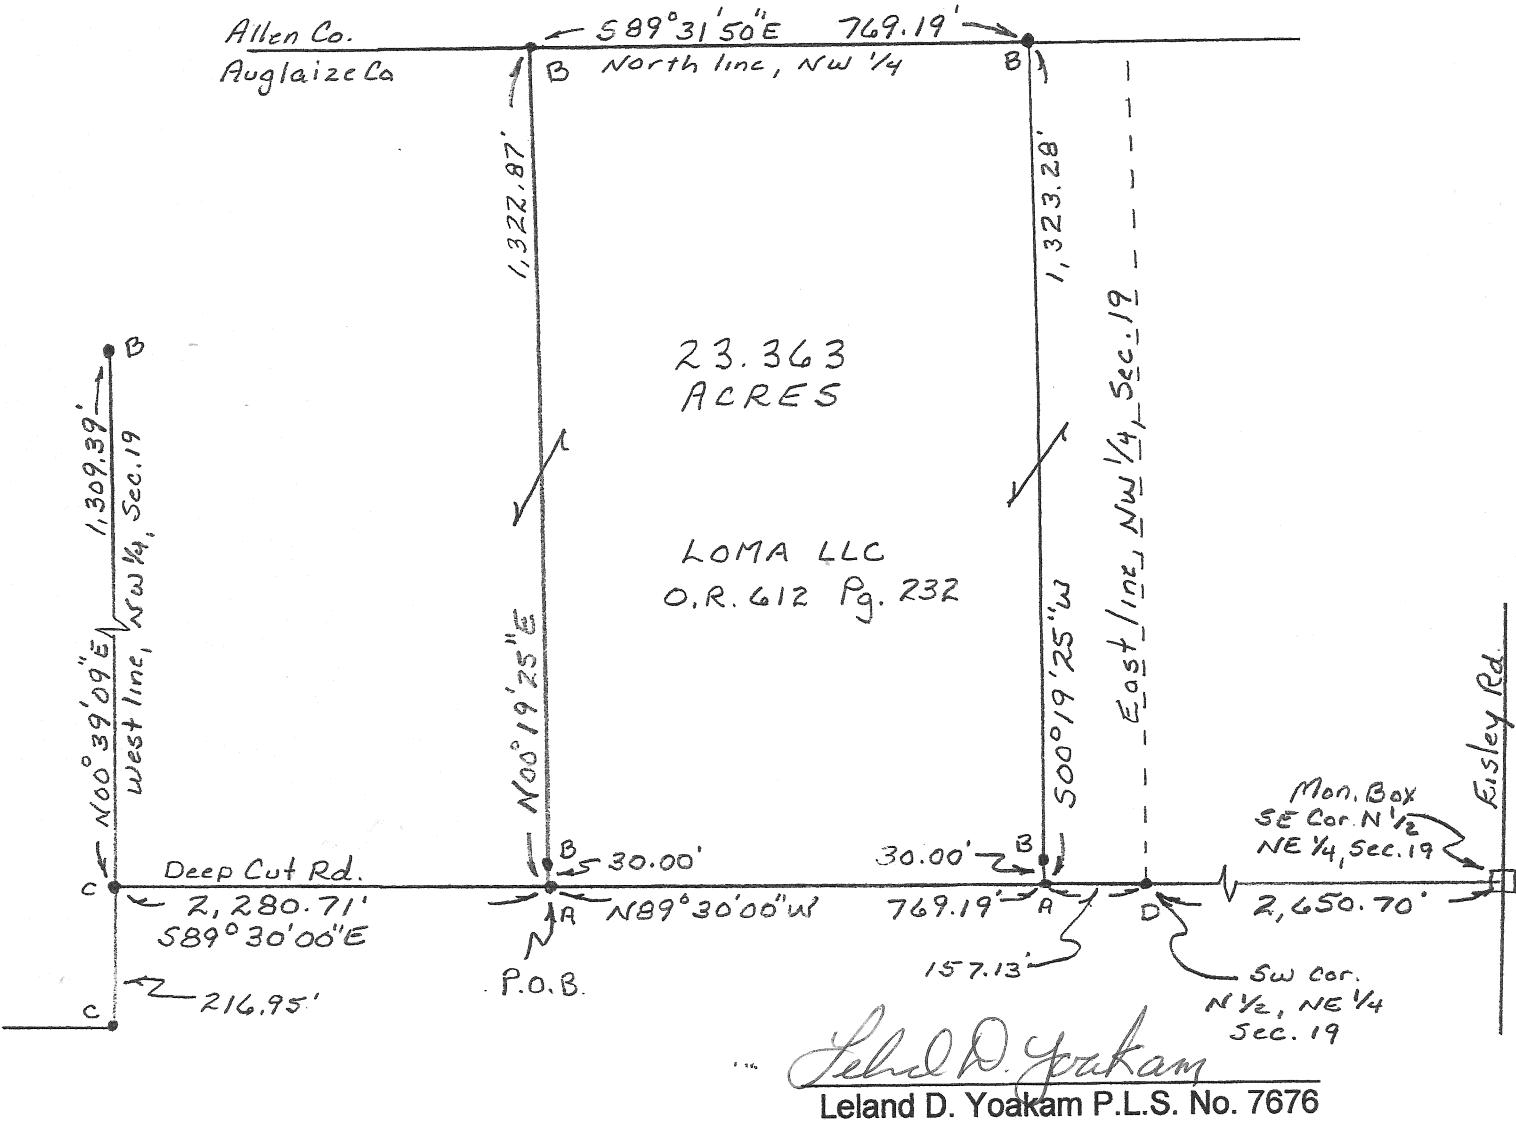 Allen Co.
Auglaize Co
S89°31'50"E 769.19'
North line, NW 1/4
B
B
1,322.87'
1,323.28'
23.363
ACRES
LOMA LLC
O.R. 612 Pg. 232
East line, NW 1/4, Sec. 19
B
1,309.39'
N00°39'09"E
West line, NW 1/4, Sec. 19
N00°19'25"E
S00°19'25"W
Eisley Rd.
Mon. Box
SE Cor. N 1/2
NE 1/4, Sec. 19
B
30.00'
30.00'
B
Deep Cut Rd.
C
2,280.71'
S89°30'00"E
A
N89°30'00"W
769.19'
A
D
2,650.70'
P.O.B.
157.13'
SW Cor.
N 1/2, NE 1/4
Sec. 19
216.95'
C
Leland D. Yoakam
Leland D. Yoakam P.L.S. No. 7676